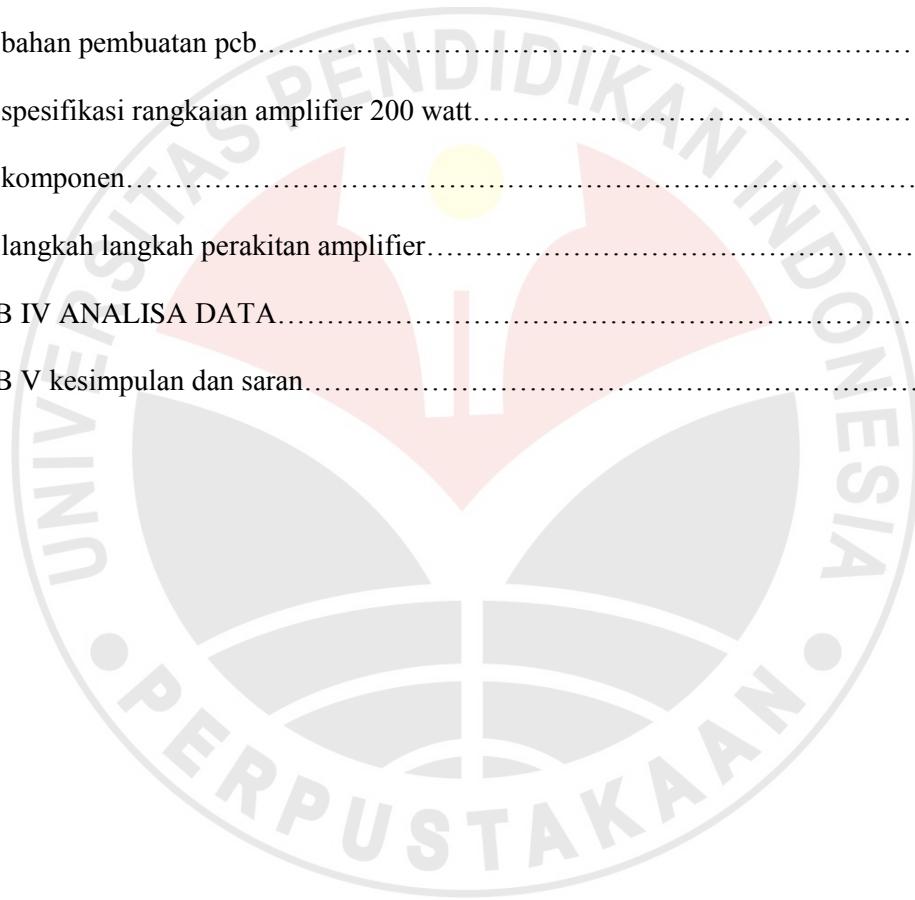 bahan pembuatan pcb……………………………………………………………………
spesifikasi rangkaian amplifier 200 watt………………………………………………
komponen……………………………………………………………………………
langkah langkah perakitan amplifier……………………………………………………
B IV ANALISA DATA……………………………………………………………………
B V kesimpulan dan saran…………………………………………………………………
UNIVERSITAS PENDIDIKAN INDONESIA
PERPUSTAKAAN